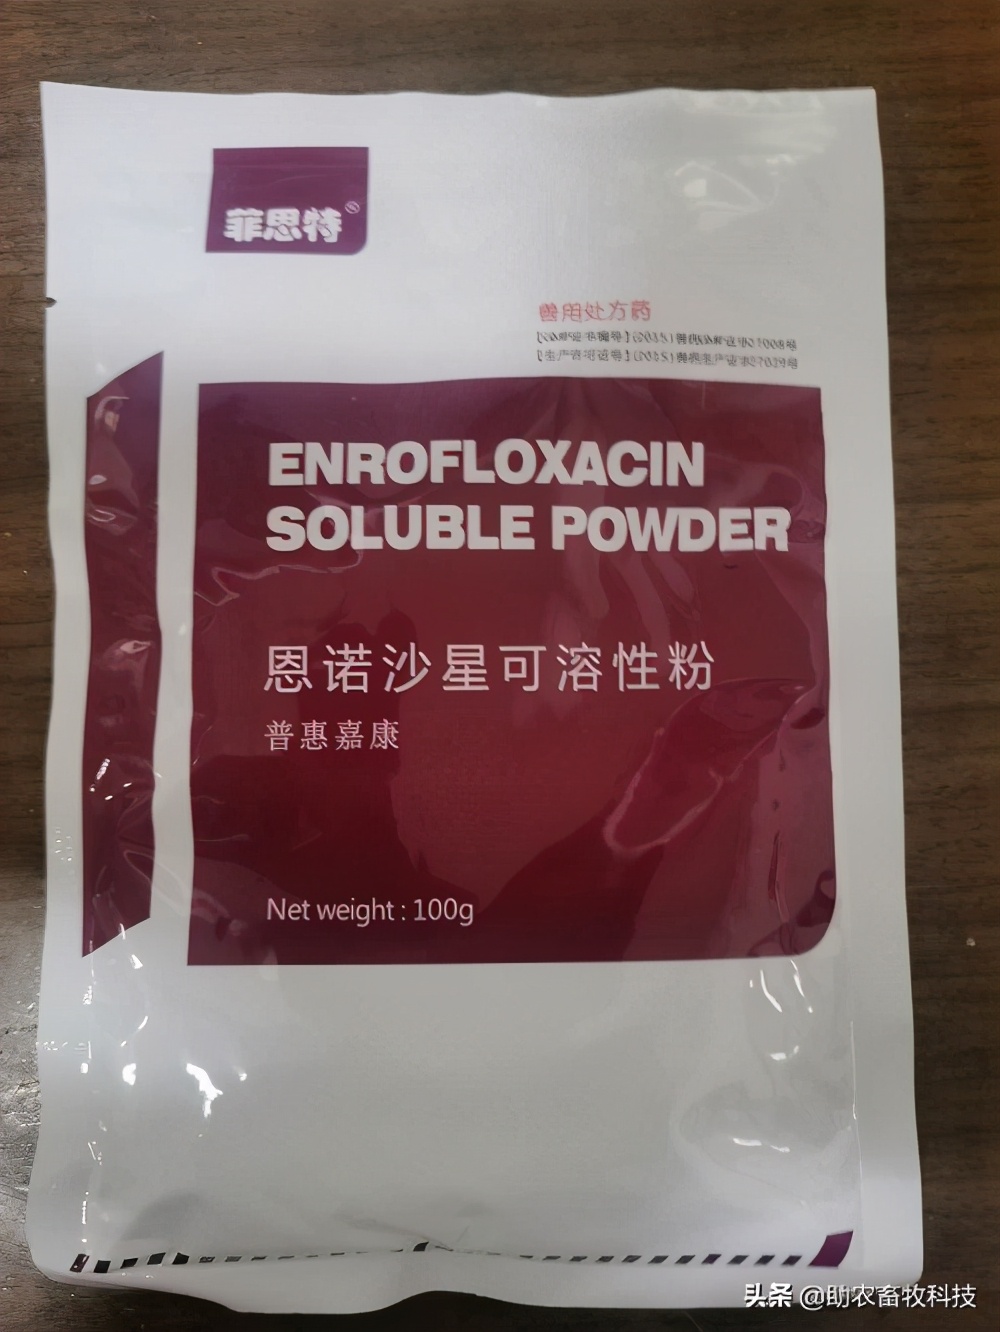 菲思特®
兽用处方药
ENROFLOXACIN
SOLUBLE POWDER
恩诺沙星可溶性粉
普惠嘉康
Net weight : 100g
头条 @助农畜牧科技